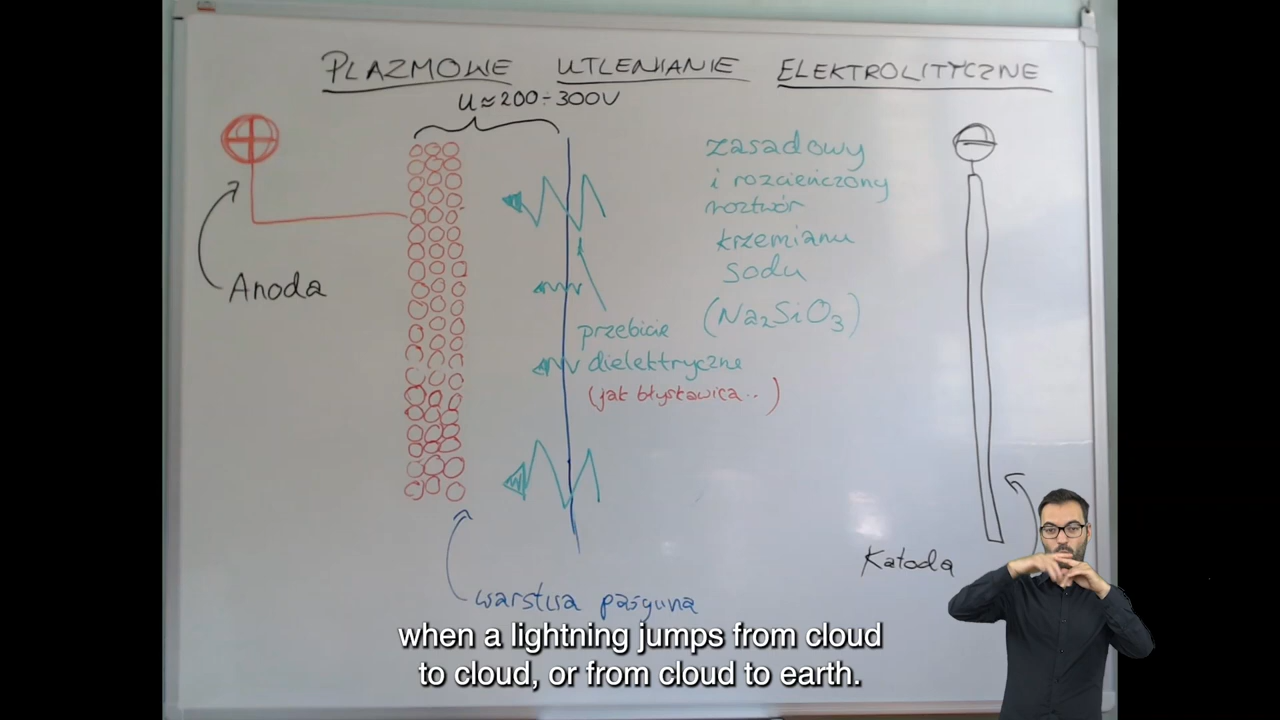 PLAZMOWE UTLENIANIE ELEKTROLITYCZNE
U≈200÷300V
zasadowy
i rozcieńczony
roztwór
krzemianu
sodu
(Na₂SiO₃)
Anoda
przebicie
dielektryczne
(jak błyskawica..)
Katoda
warstwa pasywna
when a lightning jumps from cloud
to cloud, or from cloud to earth.